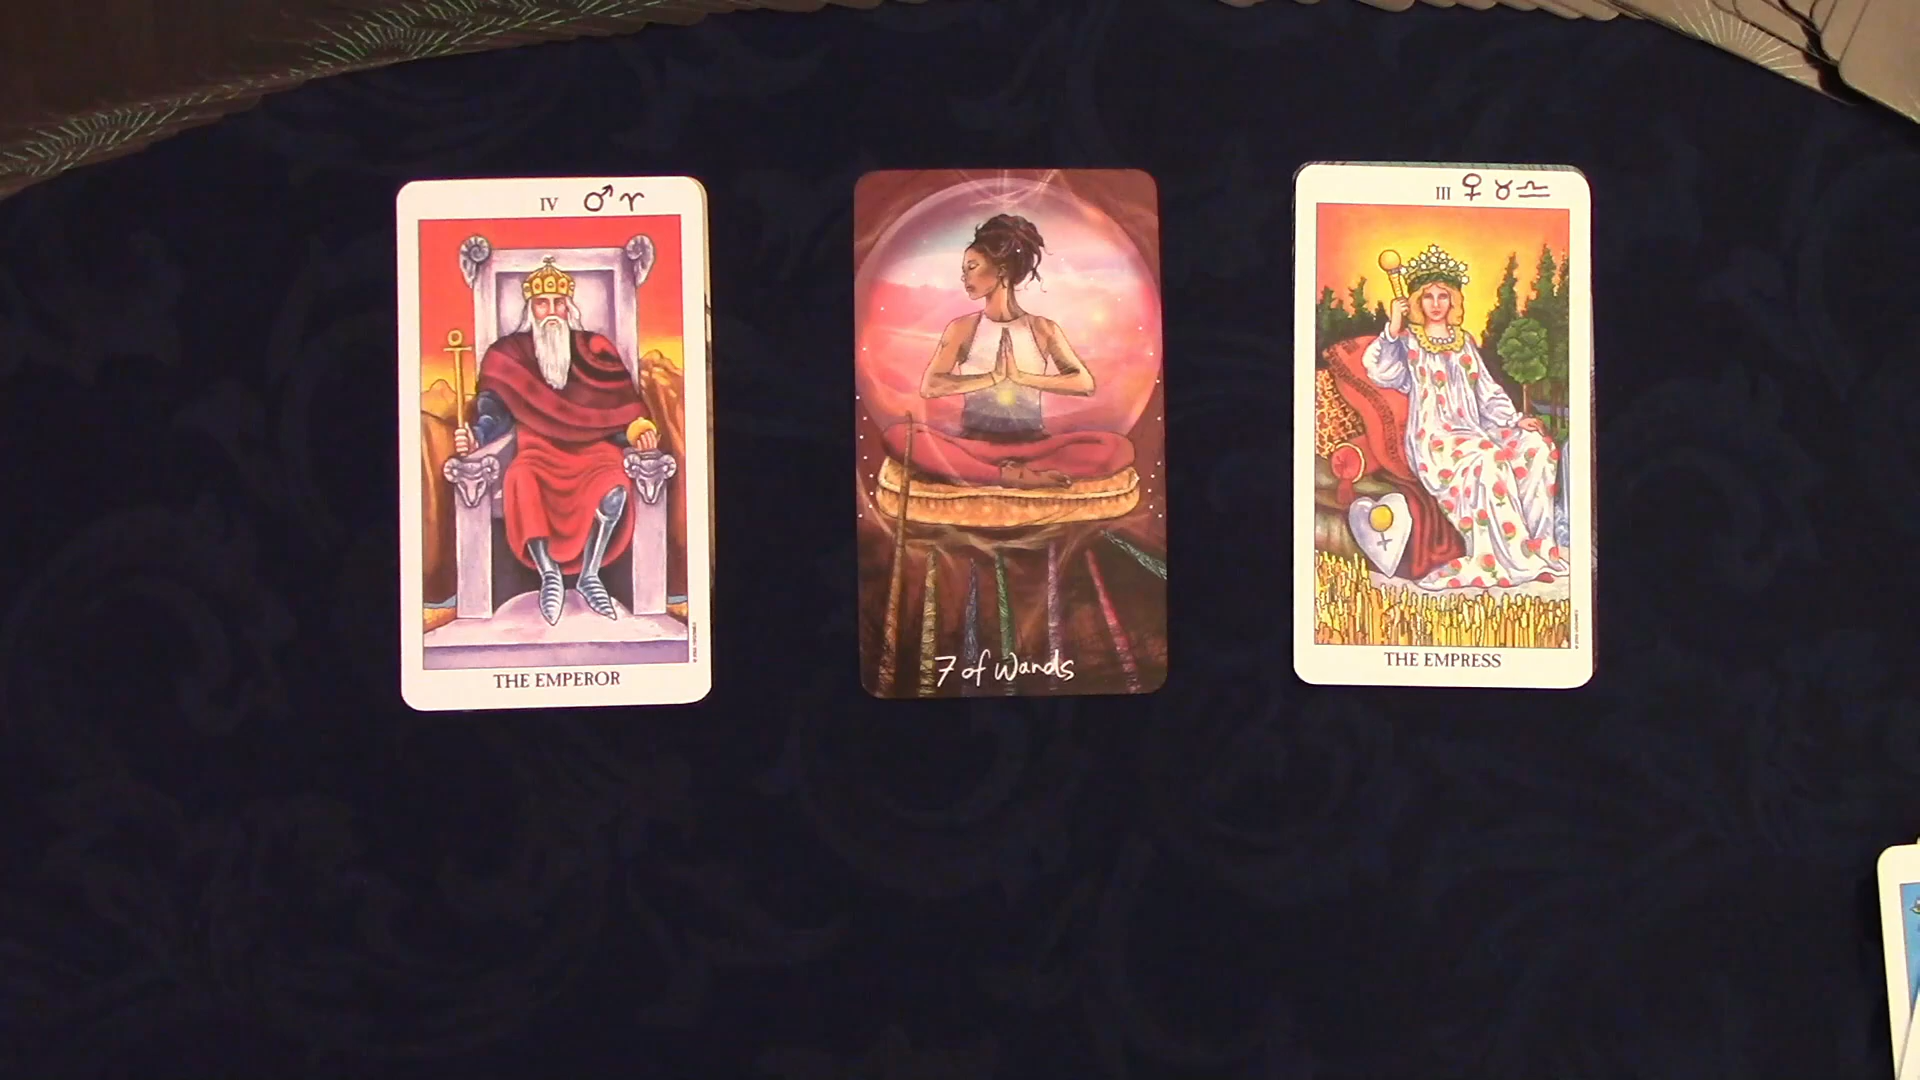 IV ♂ ♈
THE EMPEROR
7 of Wands
III ♀ ♉ ♎
THE EMPRESS